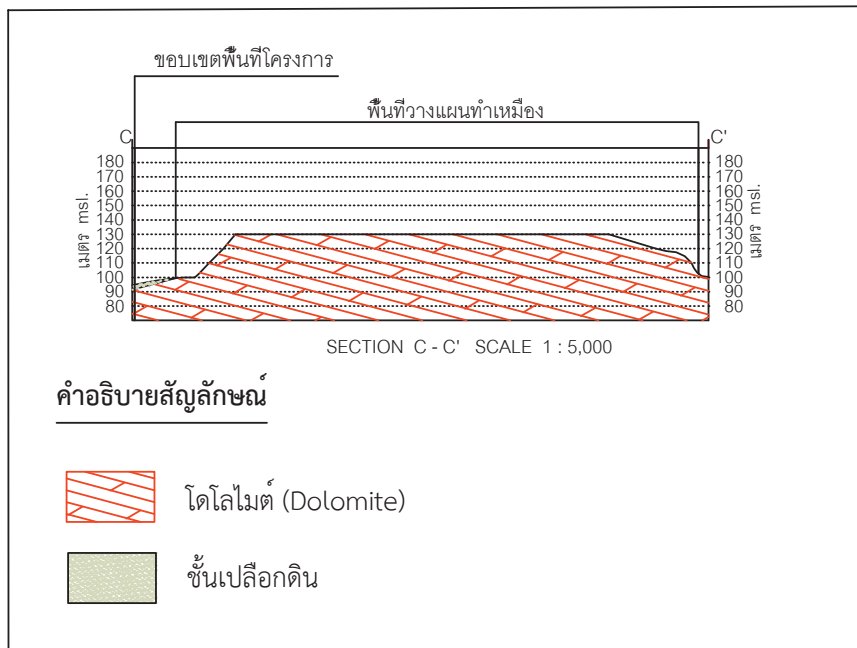 ขอบเขตพื้นที่โครงการ
พื้นที่วางแผนทำเหมือง
C C'
180 180
170 170
160 160
150 150
140 140
130 130
120 120
110 110
100 100
90 90
80 80
เมตร msl. เมตร msl.
SECTION C - C' SCALE 1 : 5,000
คำอธิบายสัญลักษณ์
โดโลไมต์ (Dolomite)
ชั้นเปลือกดิน